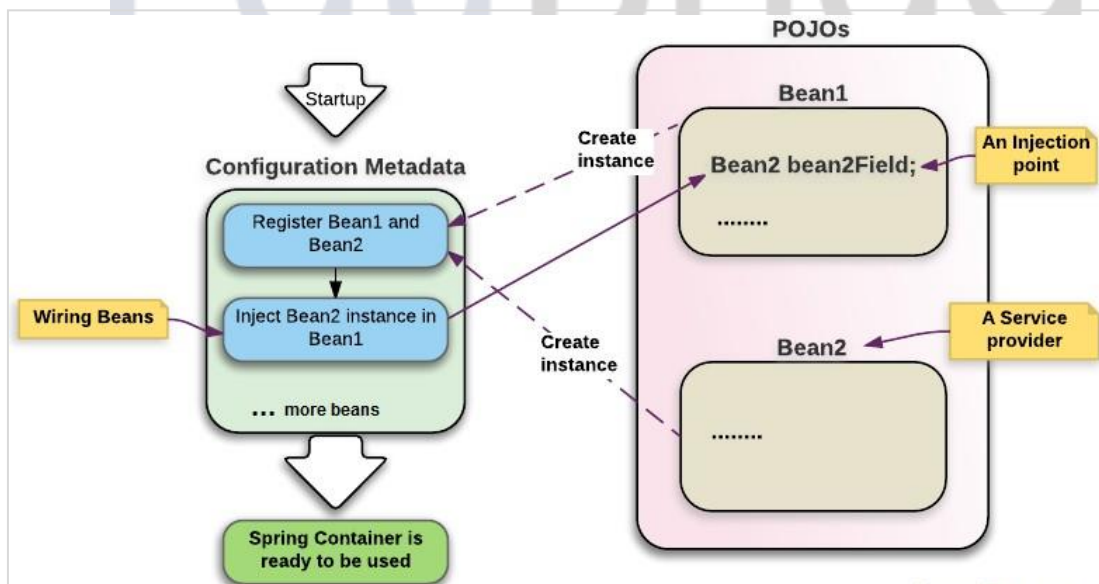 POJOs
Startup
Bean1
Create
instance
An Injection
point
Configuration Metadata
Bean2 bean2Field;
........
Register Bean1 and
Bean2
Wiring Beans
Inject Bean2 instance in
Bean1
A Service
provider
Create
instance
Bean2
... more beans
........
Spring Container is
ready to be used